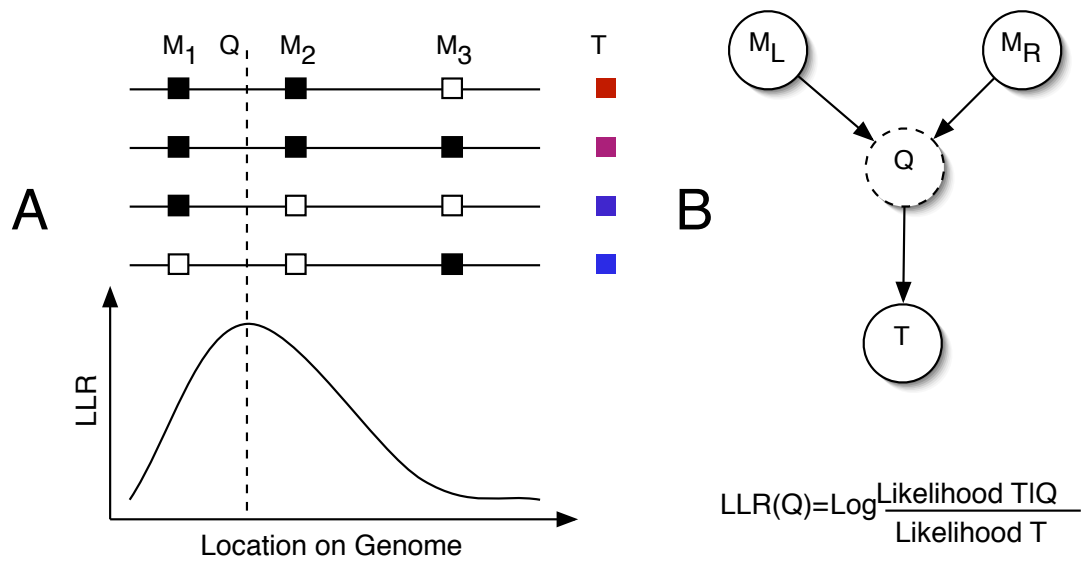 M1 Q M2 M3 T
A
LLR
Location on Genome
ML MR
Q
B
T
LLR(Q)=Log Likelihood T|Q
Likelihood T